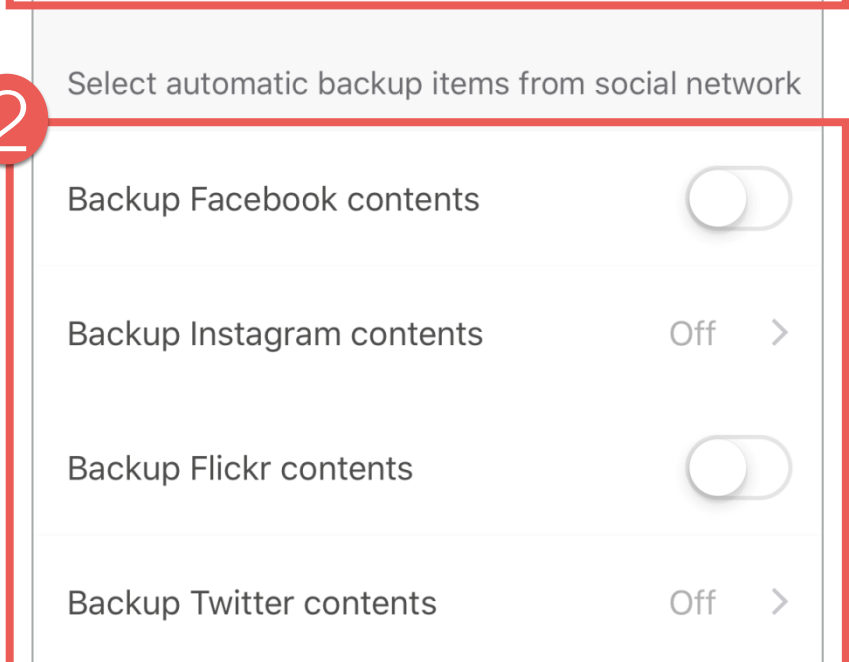 Select automatic backup items from social network
2
Backup Facebook contents
Backup Instagram contents Off
Backup Flickr contents
Backup Twitter contents Off